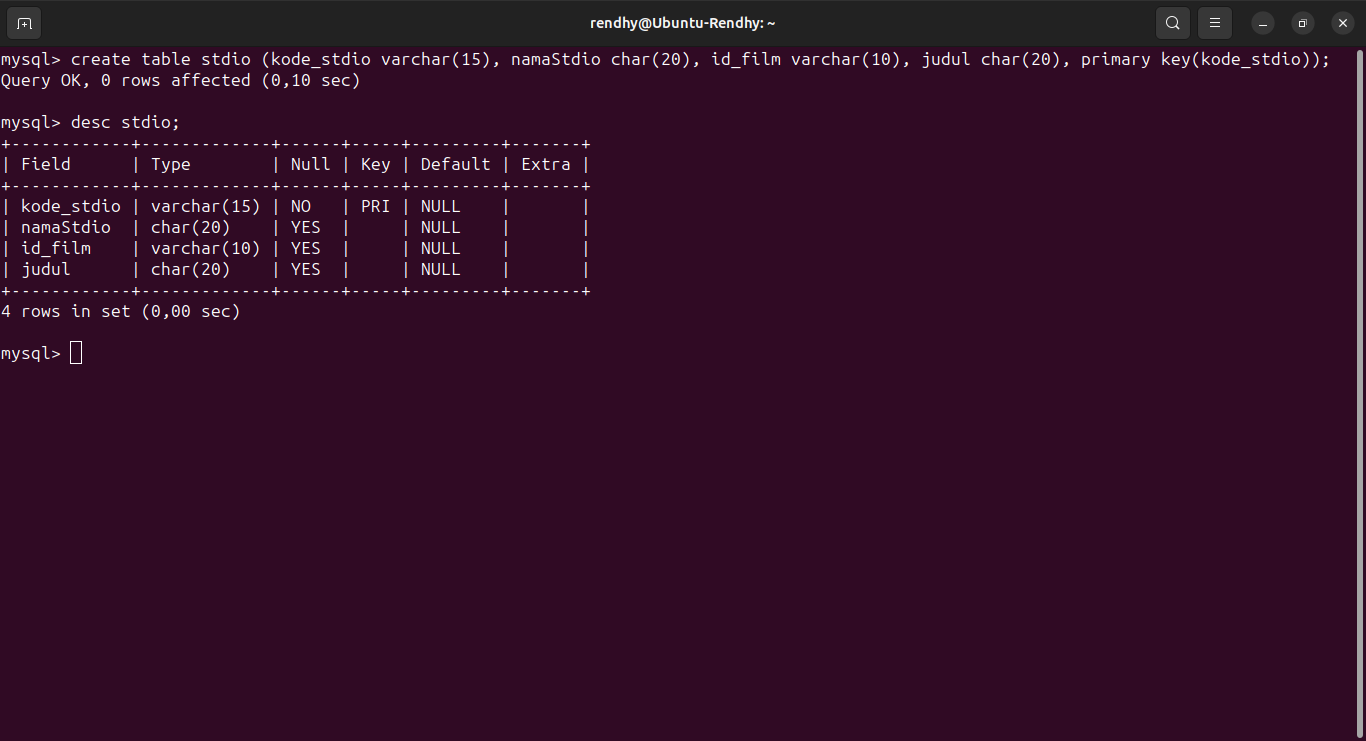 rendhy@Ubuntu-Rendhy: ~
mysql> create table stdio (kode_stdio varchar(15), namaStdio char(20), id_film varchar(10), judul char(20), primary key(kode_stdio));
Query OK, 0 rows affected (0,10 sec)
mysql> desc stdio;
+------------+-------------+------+-----+---------+-------+
| Field      | Type        | Null | Key | Default | Extra |
+------------+-------------+------+-----+---------+-------+
| kode_stdio | varchar(15) | NO   | PRI | NULL    |       |
| namaStdio  | char(20)    | YES  |     | NULL    |       |
| id_film    | varchar(10) | YES  |     | NULL    |       |
| judul      | char(20)    | YES  |     | NULL    |       |
+------------+-------------+------+-----+---------+-------+
4 rows in set (0,00 sec)
mysql>